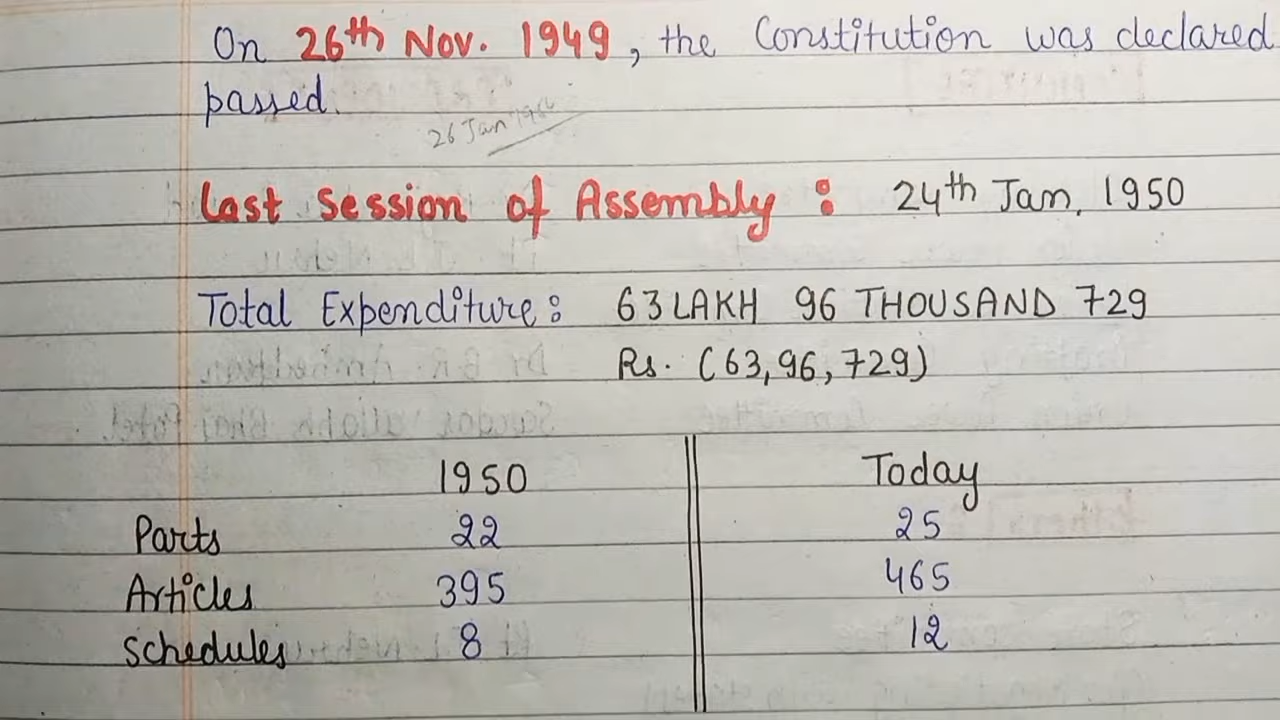 On 26th Nov. 1949, the Constitution was declared
passed.
26 Jan
Last Session of Assembly : 24th Jan. 1950
Total Expenditure : 63 LAKH 96 THOUSAND 729
Rs. (63,96,729)
1950 Today
Parts 22 25
Articles 395 465
Schedules 8 12